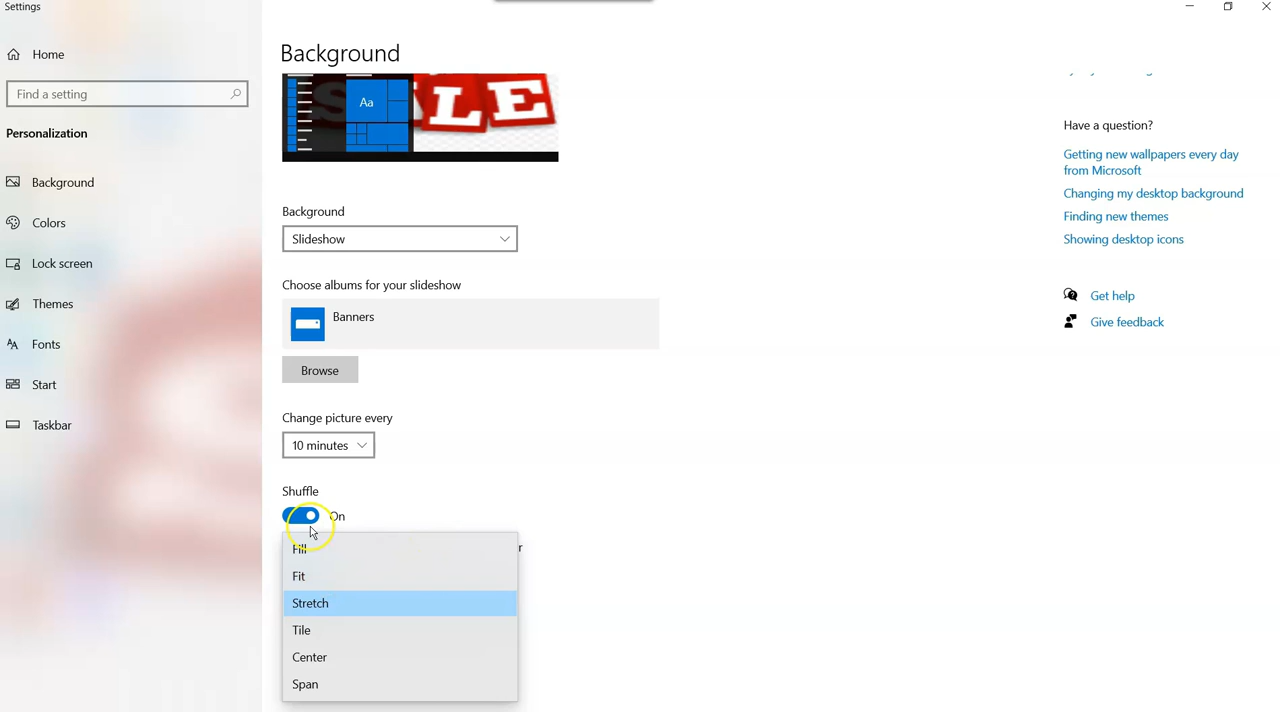 Settings
Home
Find a setting
Personalization
Background
Colors
Lock screen
Themes
Fonts
Start
Taskbar
Background
Aa
LE
Background
Slideshow
Choose albums for your slideshow
Banners
Browse
Change picture every
10 minutes
Shuffle
On
Fill
Fit
Stretch
Tile
Center
Span
Have a question?
Getting new wallpapers every day
from Microsoft
Changing my desktop background
Finding new themes
Showing desktop icons
Get help
Give feedback